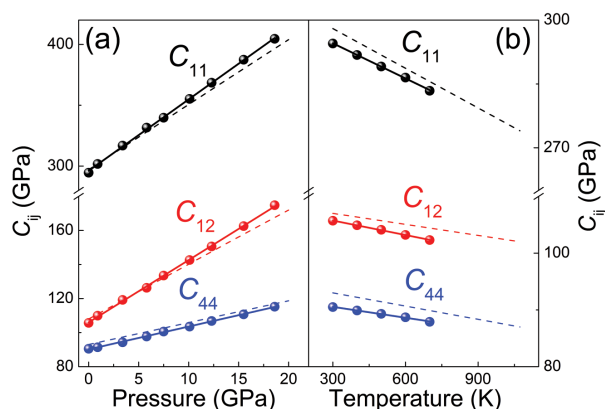 (a)
(b)
C11
C11
C12
C12
C44
C44
Cij (GPa)
Cij (GPa)
400
300
160
120
80
300
270
100
80
0 5 10 15 20
300 600 900
Pressure (GPa)
Temperature (K)